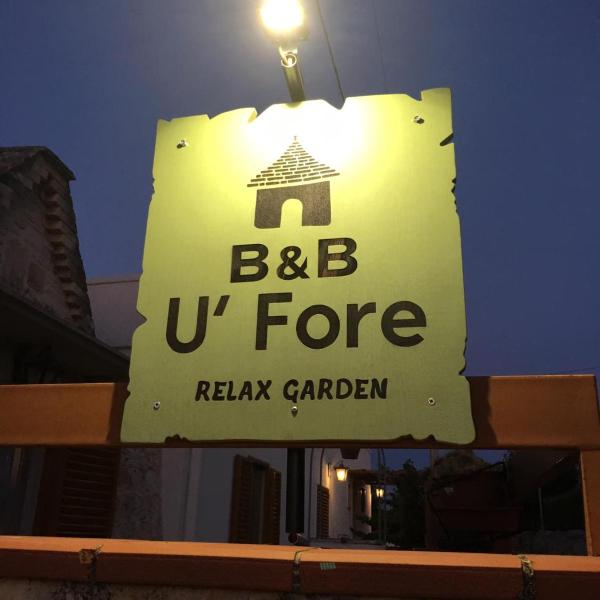 B&B
U' Fore
RELAX GARDEN